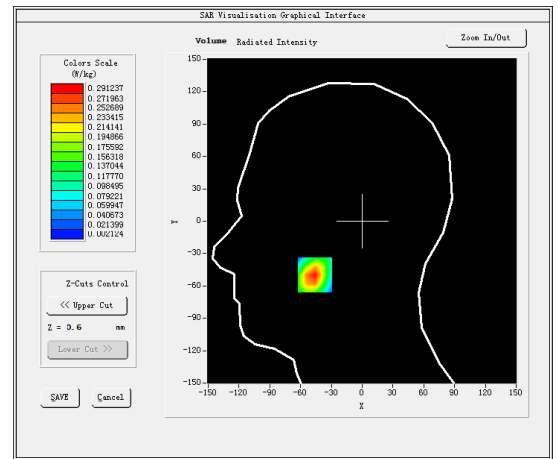 SAR Visualisation Graphical Interface
Volume Radiated Intensity
Zoom In/Out
Colors Scale
(W/kg)
0.291237
0.271963
0.252689
0.233415
0.214141
0.194866
0.175592
0.156318
0.137044
0.117770
0.098495
0.079221
0.059947
0.040673
0.021399
0.002124
Z-Cuts Control
<< Upper Cut
Z = 0.6 mm
Lower Cut >>
SAVE Cancel
150
120
90
60
30
0
-30
-60
-90
-120
-150
Y
-150 -120 -90 -60 -30 0 30 60 90 120 150
X